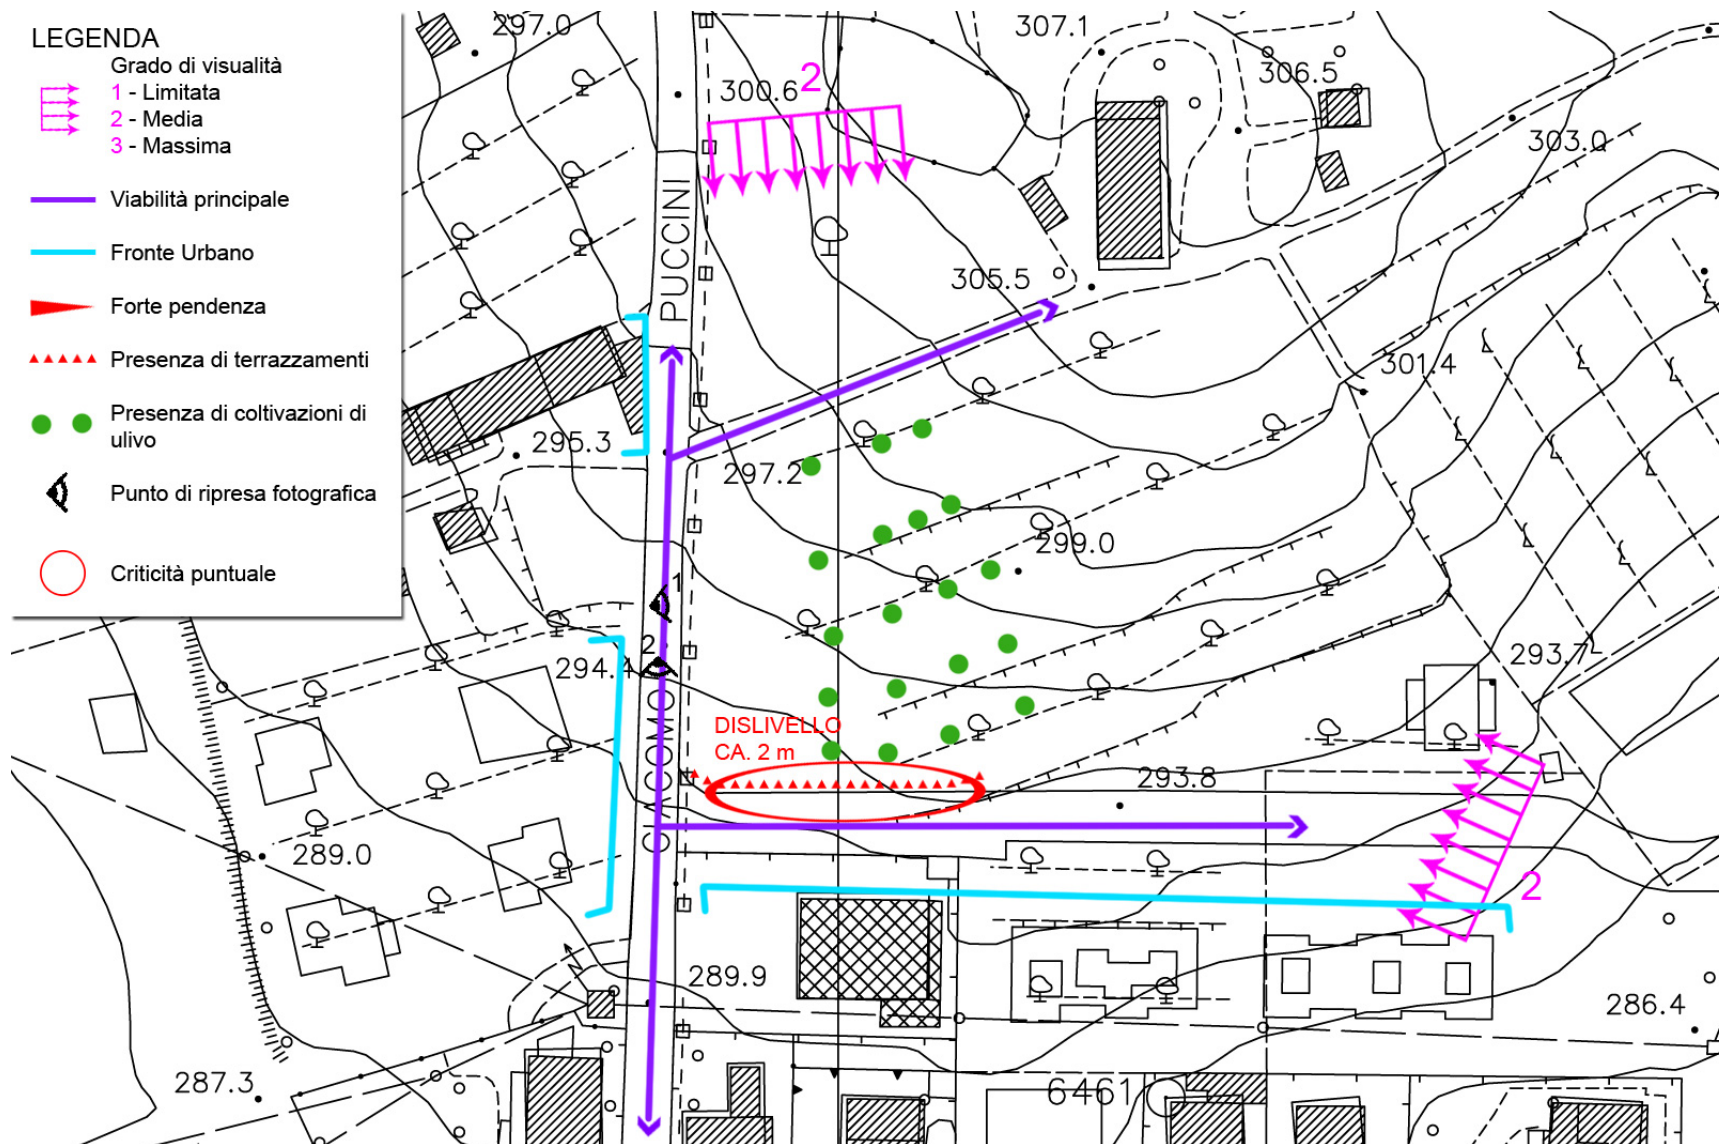 LEGENDA
Grado di visualità
1 - Limitata
2 - Media
3 - Massima
Viabilità principale
Fronte Urbano
Forte pendenza
Presenza di terrazzamenti
Presenza di coltivazioni di
ulivo
Punto di ripresa fotografica
Criticità puntuale
297.0
307.1
306.5
300.6
2
303.0
PUCCINI
305.5
301.4
295.3
297.2
299.0
1
2
294.1
293.7
GIACOMO
DISLIVELLO
CA. 2 m
293.8
289.0
2
N
289.9
286.4
287.3
6461